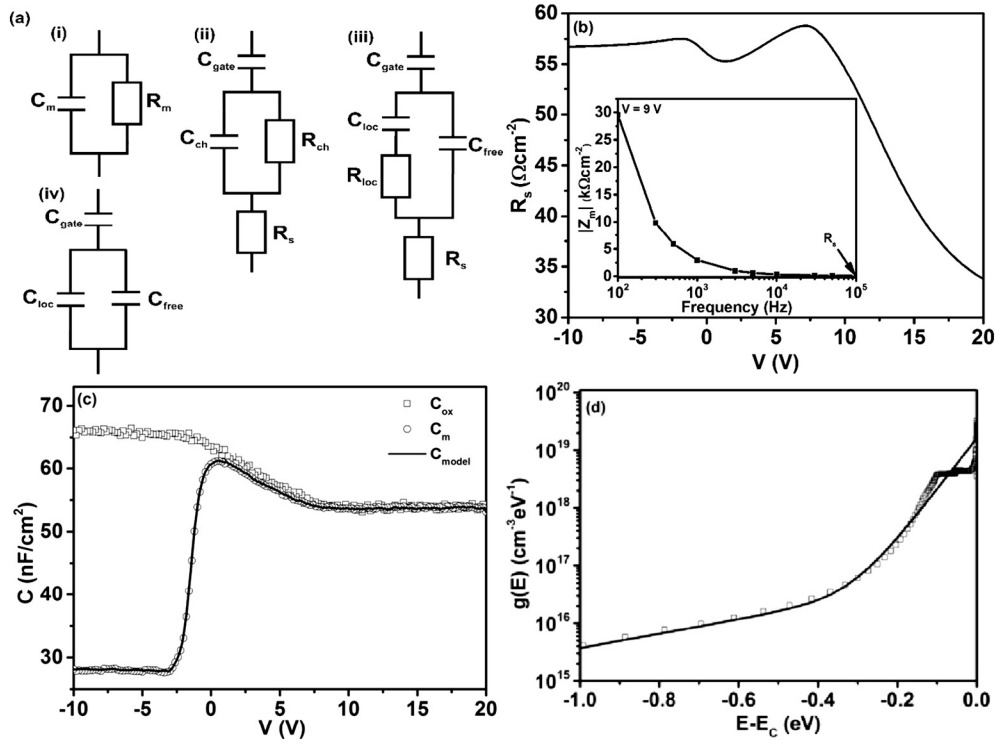 (a)
(i)
C_m
R_m
(ii)
C_gate
C_ch
R_ch
R_s
(iii)
C_gate
C_loc
R_loc
C_free
R_s
(iv)
C_gate
C_loc
C_free
(b)
60
55
50
45
40
35
30
R_s (Ωcm⁻²)
-10
-5
0
5
10
15
20
V (V)
V = 9 V
30
25
20
15
10
5
0
|Z_m| (kΩcm⁻²)
R_s
10²
10³
10⁴
10⁵
Frequency (Hz)
(c)
70
60
50
40
30
C (nF/cm²)
C_ox
C_m
C_model
-10
-5
0
5
10
15
20
V (V)
(d)
10²⁰
10¹⁹
10¹⁸
10¹⁷
10¹⁶
10¹⁵
g(E) (cm⁻³eV⁻¹)
-1.0
-0.8
-0.6
-0.4
-0.2
0.0
E-E_C (eV)